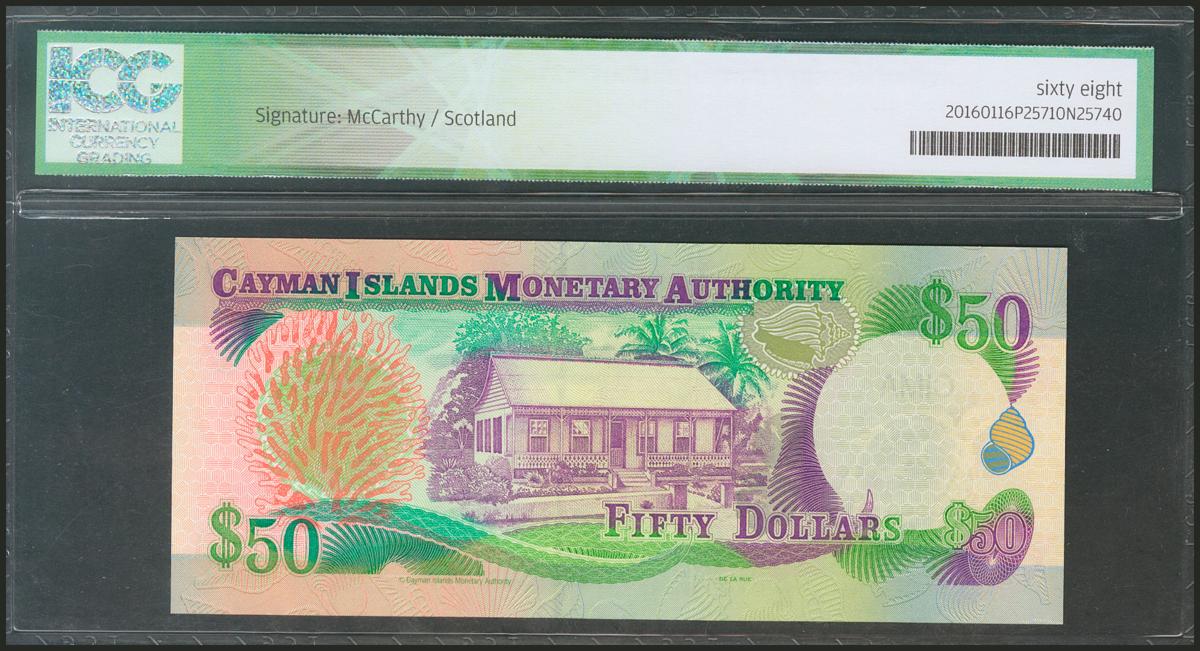 ICG
INTERNATIONAL
CURRENCY
GRADING
Signature: McCarthy / Scotland
sixty eight
20160116P25710N25740
CAYMAN ISLANDS MONETARY AUTHORITY
$50
FIFTY DOLLARS
$50
$50
© Cayman Islands Monetary Authority
DE LA RUE